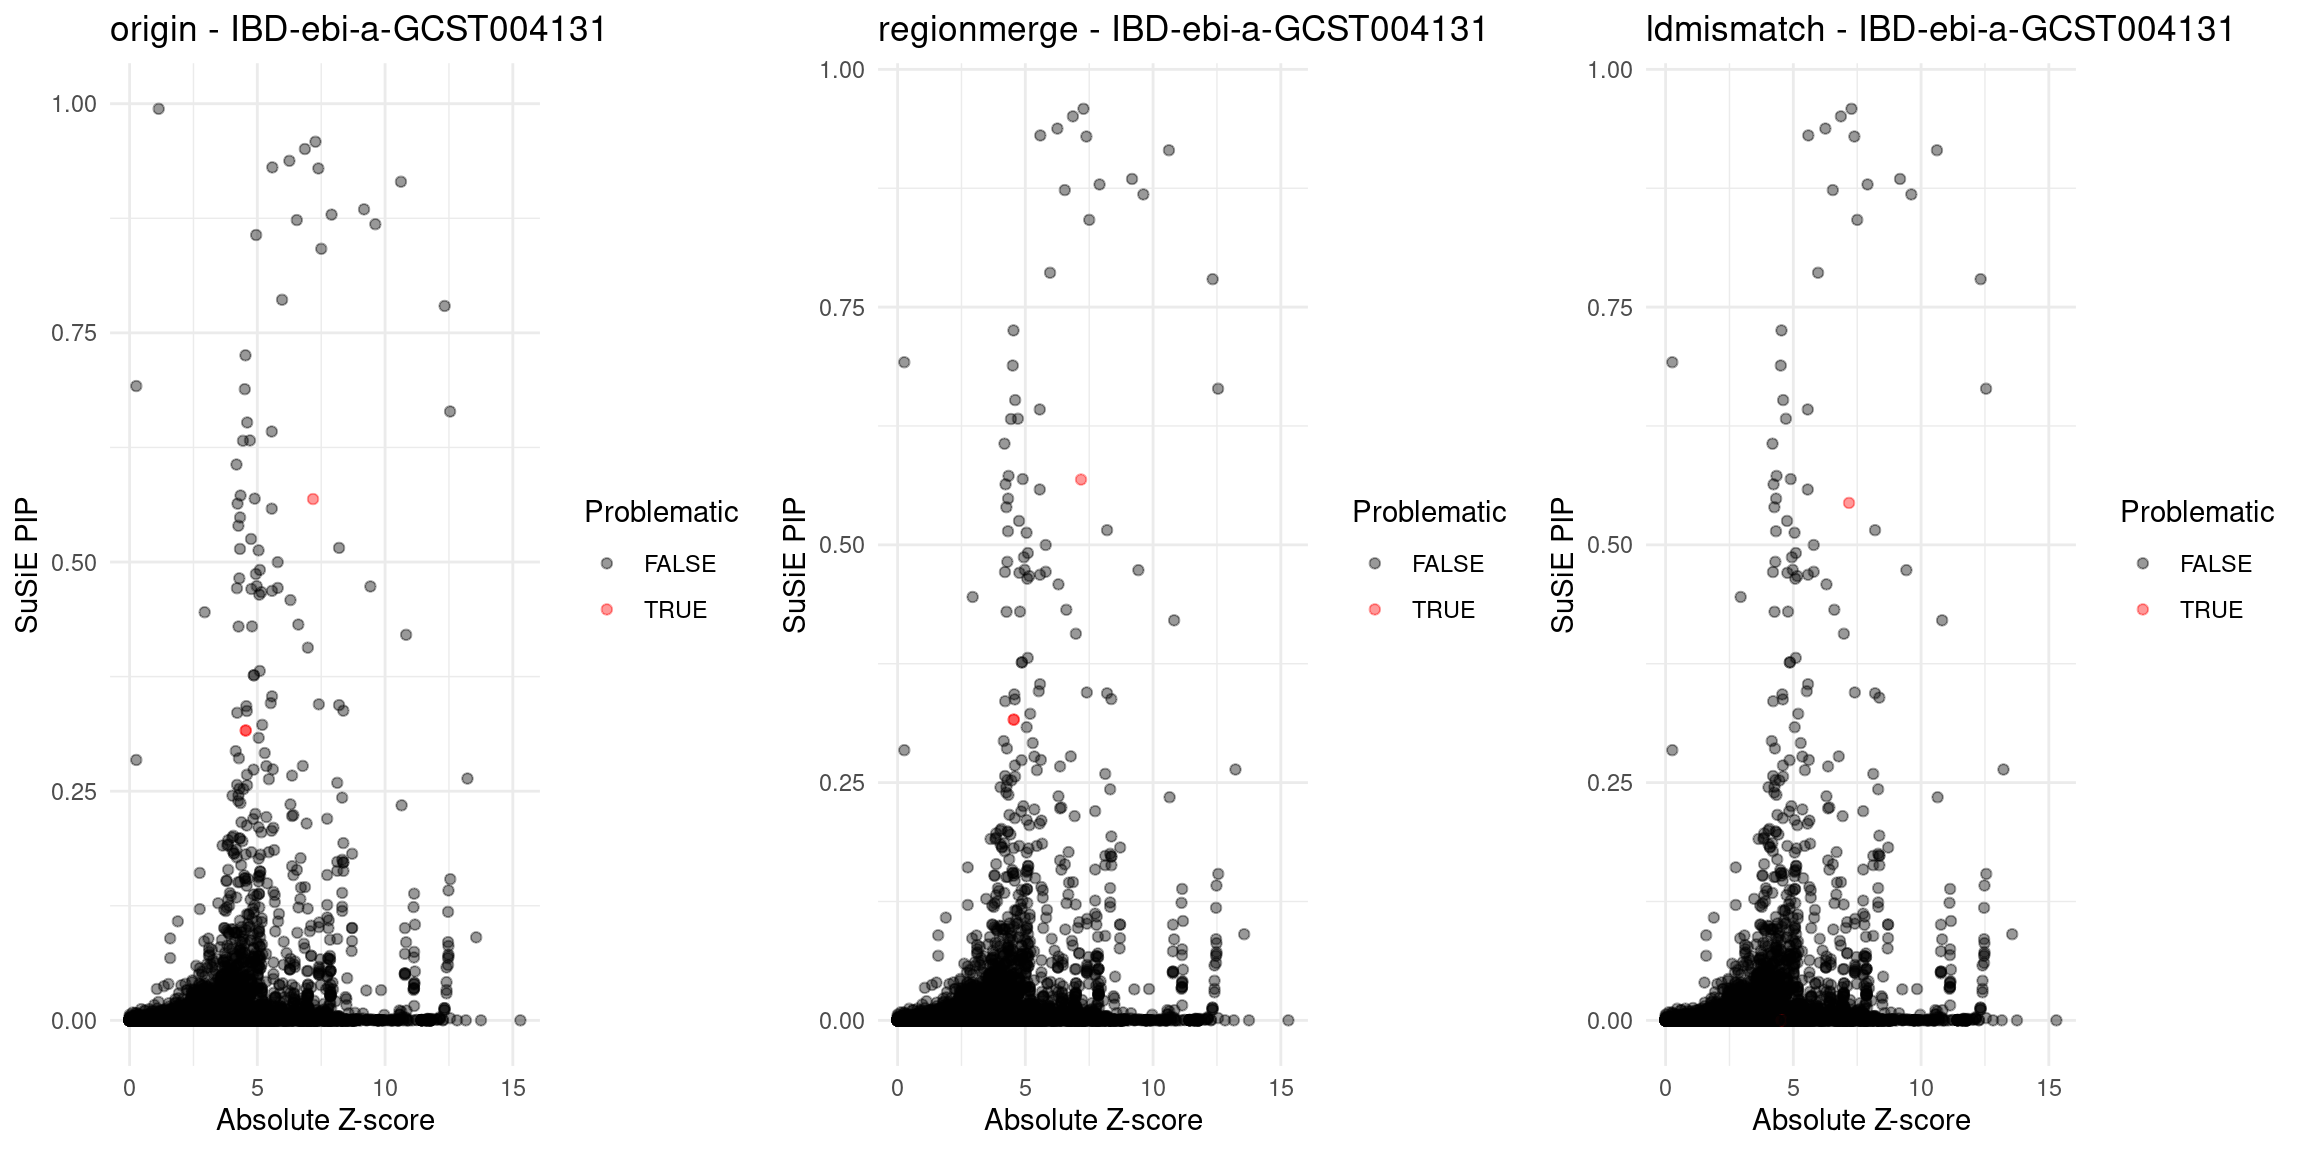 origin - IBD-ebi-a-GCST004131
1.00
0.75
0.50
0.25
0.00
SuSiE PIP
0 5 10 15
Absolute Z-score
Problematic
FALSE
TRUE
regionmerge - IBD-ebi-a-GCST004131
1.00
0.75
0.50
0.25
0.00
SuSiE PIP
0 5 10 15
Absolute Z-score
Problematic
FALSE
TRUE
ldmismatch - IBD-ebi-a-GCST004131
1.00
0.75
0.50
0.25
0.00
SuSiE PIP
0 5 10 15
Absolute Z-score
Problematic
FALSE
TRUE